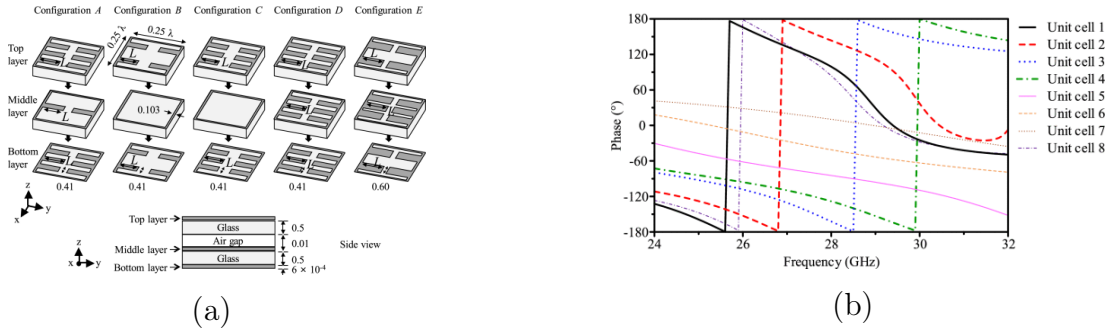 Configuration A Configuration B Configuration C Configuration D Configuration E
0.25 λ
0.25 λ
Top
layer
L L L L L
Middle
layer
L
0.103
Bottom
layer
L L L L L
0.41 0.41 0.41 0.41 0.60
z
y
x
Top layer
Glass
0.5
Air gap
0.01
Middle layer
Glass
0.5
Bottom layer
6 × 10⁻⁴
Side view
z
x
y
(a)
180
120
60
0
-60
-120
-180
Phase (°)
24 26 28 30 32
Frequency (GHz)
Unit cell 1
Unit cell 2
Unit cell 3
Unit cell 4
Unit cell 5
Unit cell 6
Unit cell 7
Unit cell 8
(b)